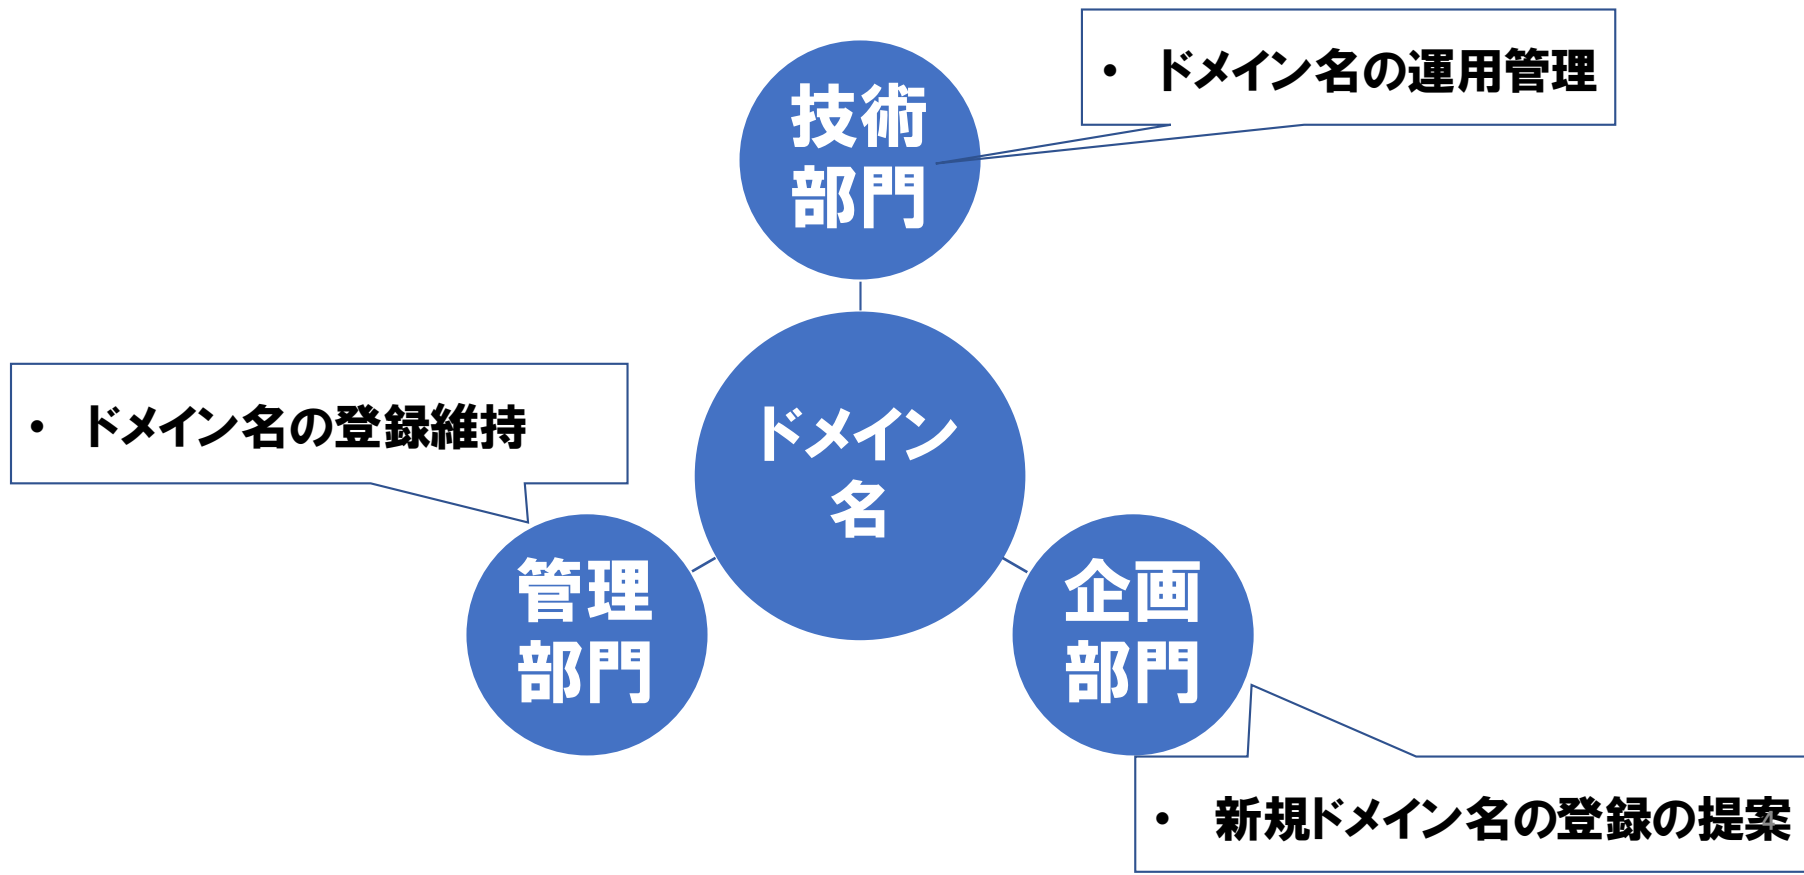 • ドメイン名の運用管理
技術
部門
• ドメイン名の登録維持
ドメイン
名
管理
部門
企画
部門
• 新規ドメイン名の登録の提案